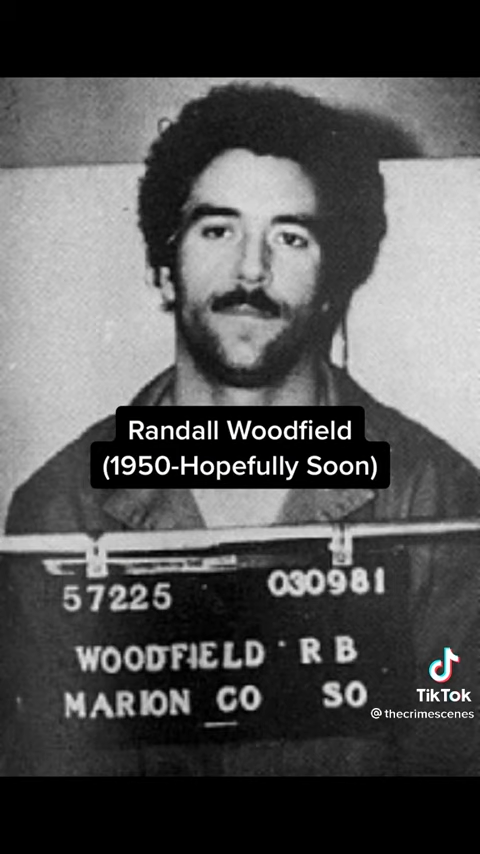 Randall Woodfield
(1950-Hopefully Soon)
57225 030981
WOODFIELD R B
MARION CO SO
TikTok
@thecrimescenes